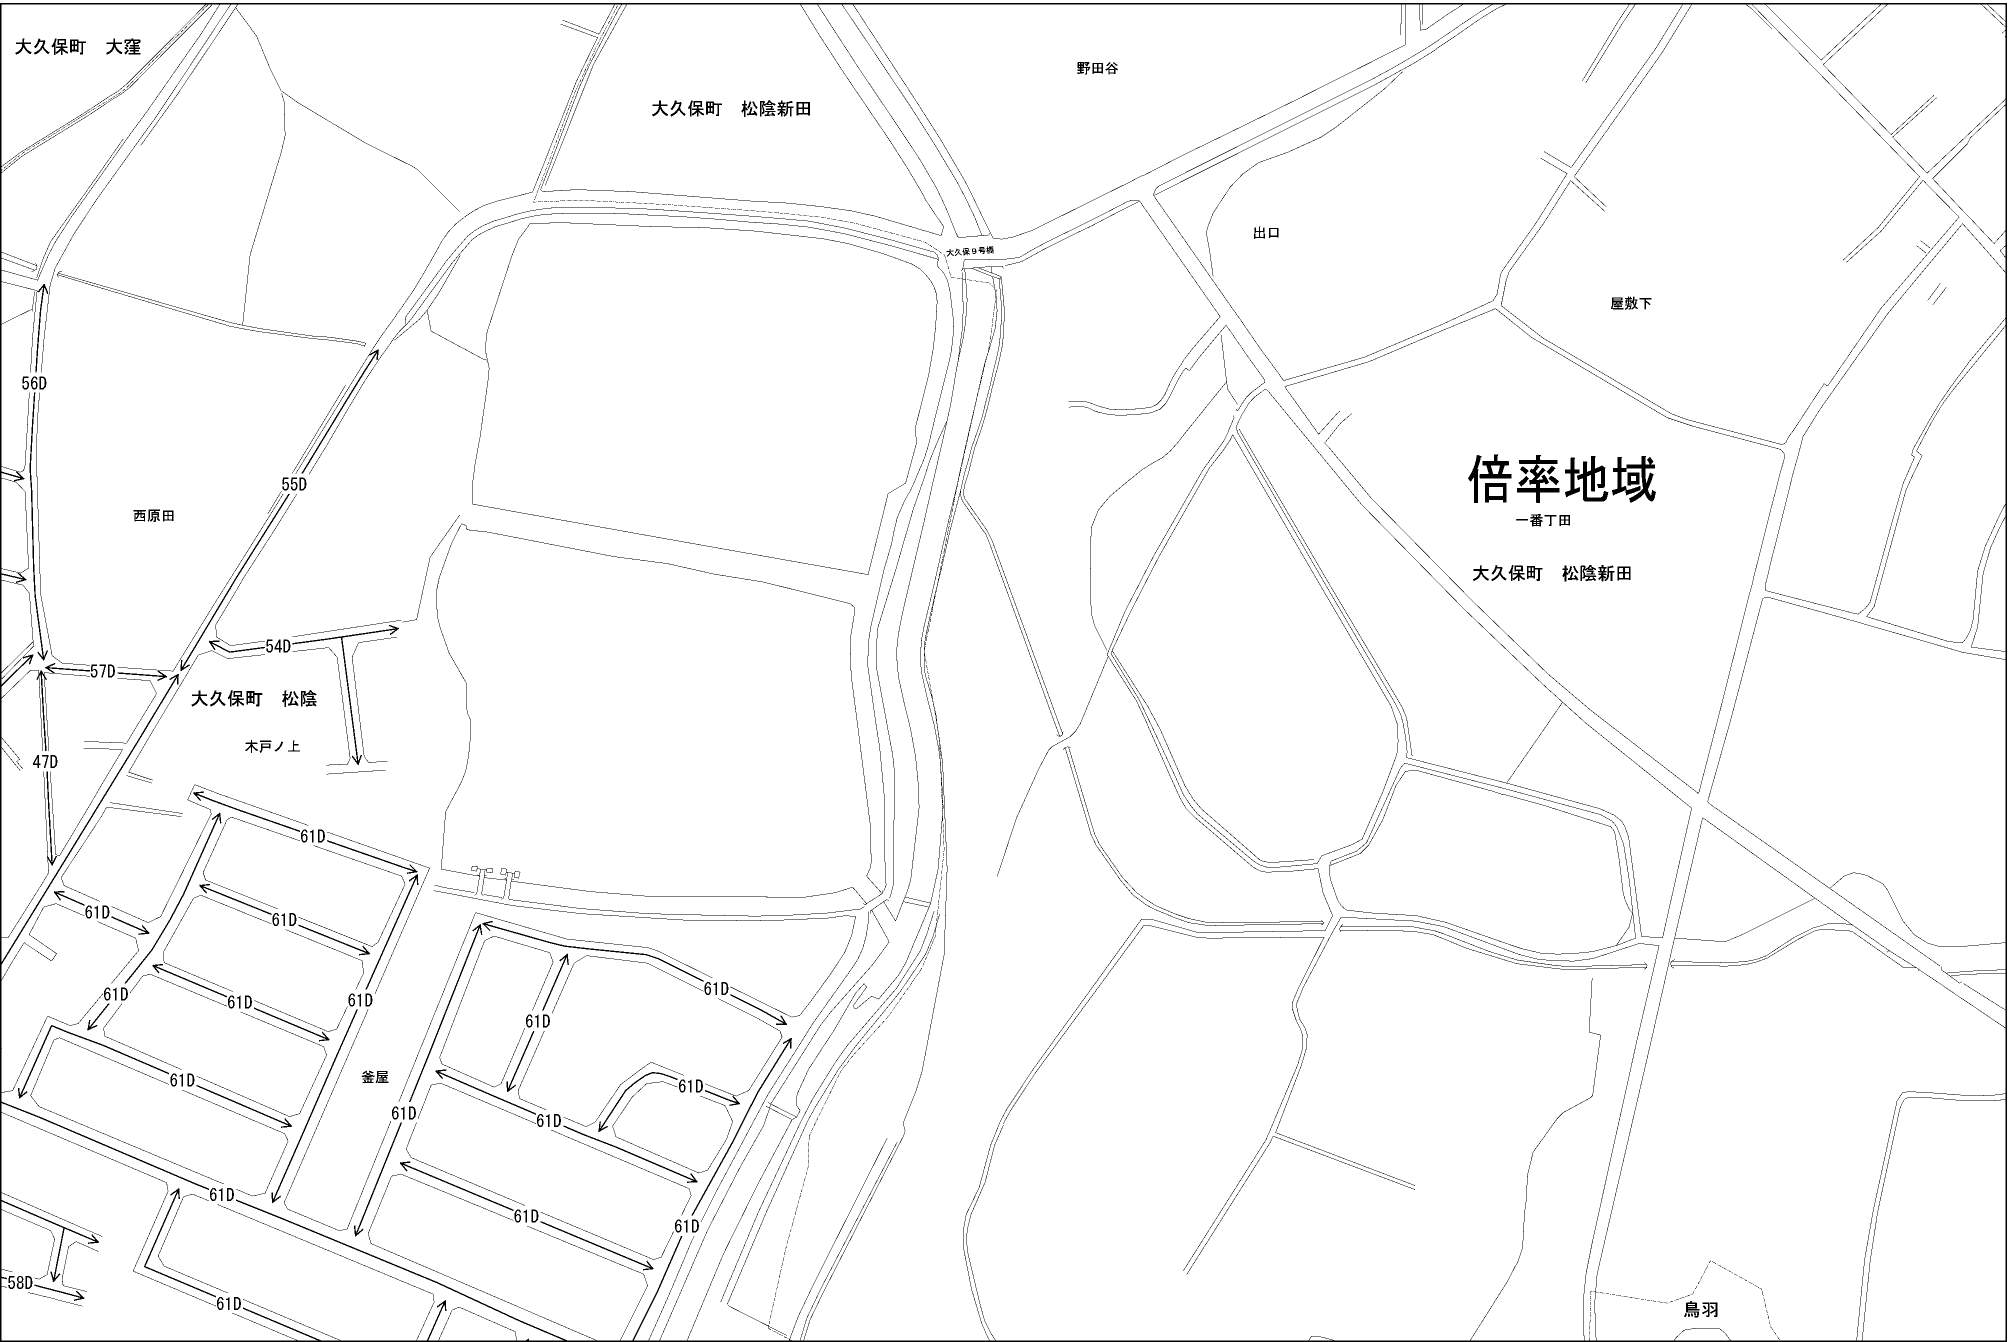 大久保町　大窪
野田谷
大久保町　松陰新田
出口
大久保９号橋
屋敷下
56D
倍率地域
55D
西原田
一番丁田
大久保町　松陰新田
54D
57D
大久保町　松陰
木戸ノ上
47D
61D
61D
61D
61D
61D
61D
61D
61D
61D
釜屋
61D
61D
61D
61D
61D
61D
61D
58D
61D
鳥羽